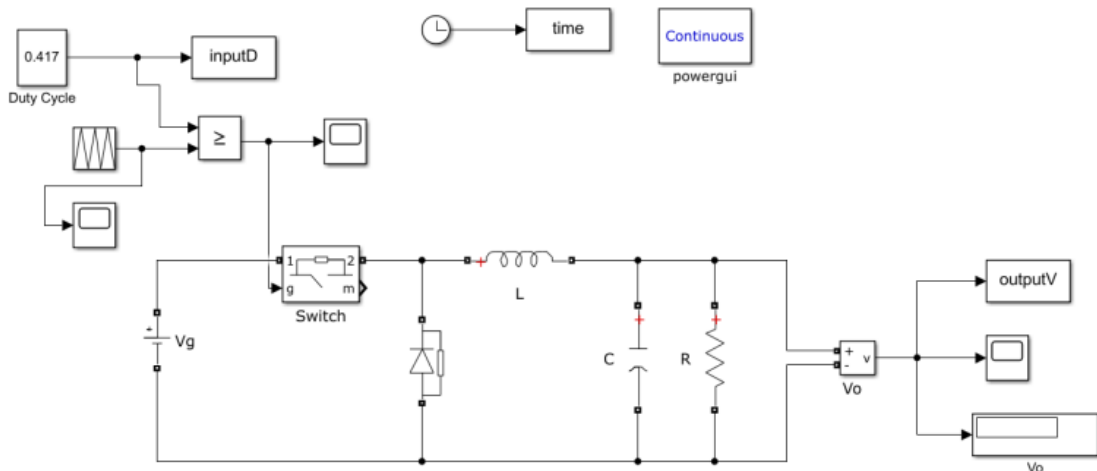 time
Continuous
powergui
0.417
inputD
Duty Cycle
≥
1
2
g
m
Switch
+
L
+
Vg
C
+
R
+
+
-
v
Vo
outputV
Vo